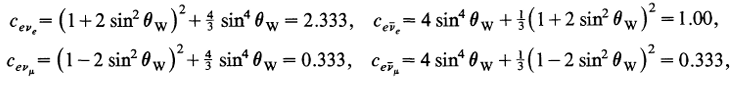 c_{eν_e} = (1+2 sin² θ_W)² + 4/3 sin⁴ θ_W = 2.333, c_{eν̄_e} = 4 sin⁴ θ_W + 1/3(1+2 sin² θ_W)² = 1.00,
c_{eν_μ} = (1−2 sin² θ_W)² + 4/3 sin⁴ θ_W = 0.333, c_{eν̄_μ} = 4 sin⁴ θ_W + 1/3(1−2 sin² θ_W)² = 0.333,